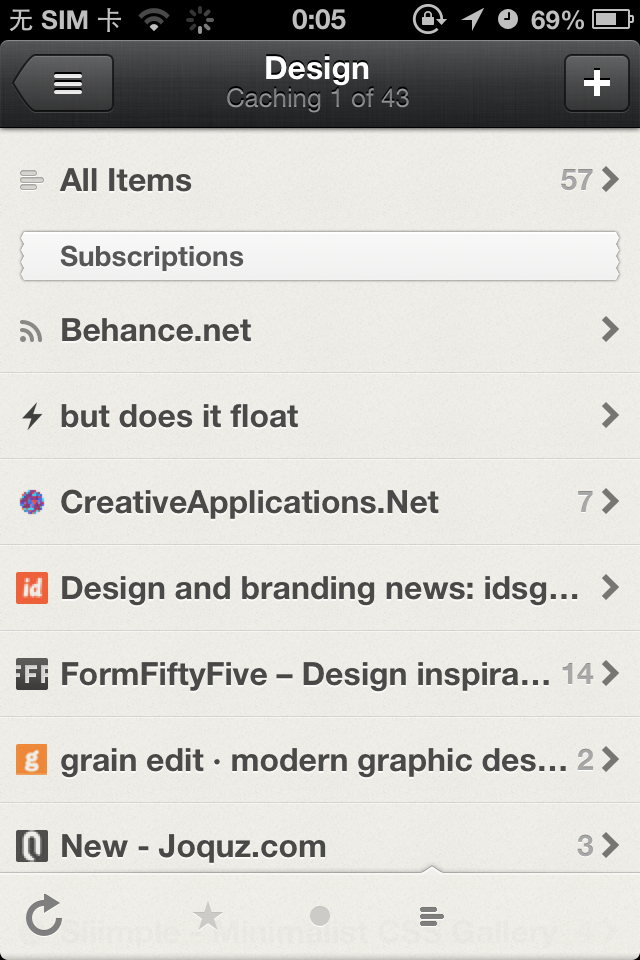 无 SIM 卡 0:05 69%
Design
Caching 1 of 43
All Items 57
Subscriptions
Behance.net
but does it float
CreativeApplications.Net 7
id Design and branding news: idsg...
FFF FormFiftyFive – Design inspira... 14
g grain edit · modern graphic des... 2
New - Joquz.com 3
Siiimple - Minimalist CSS Gallery 4